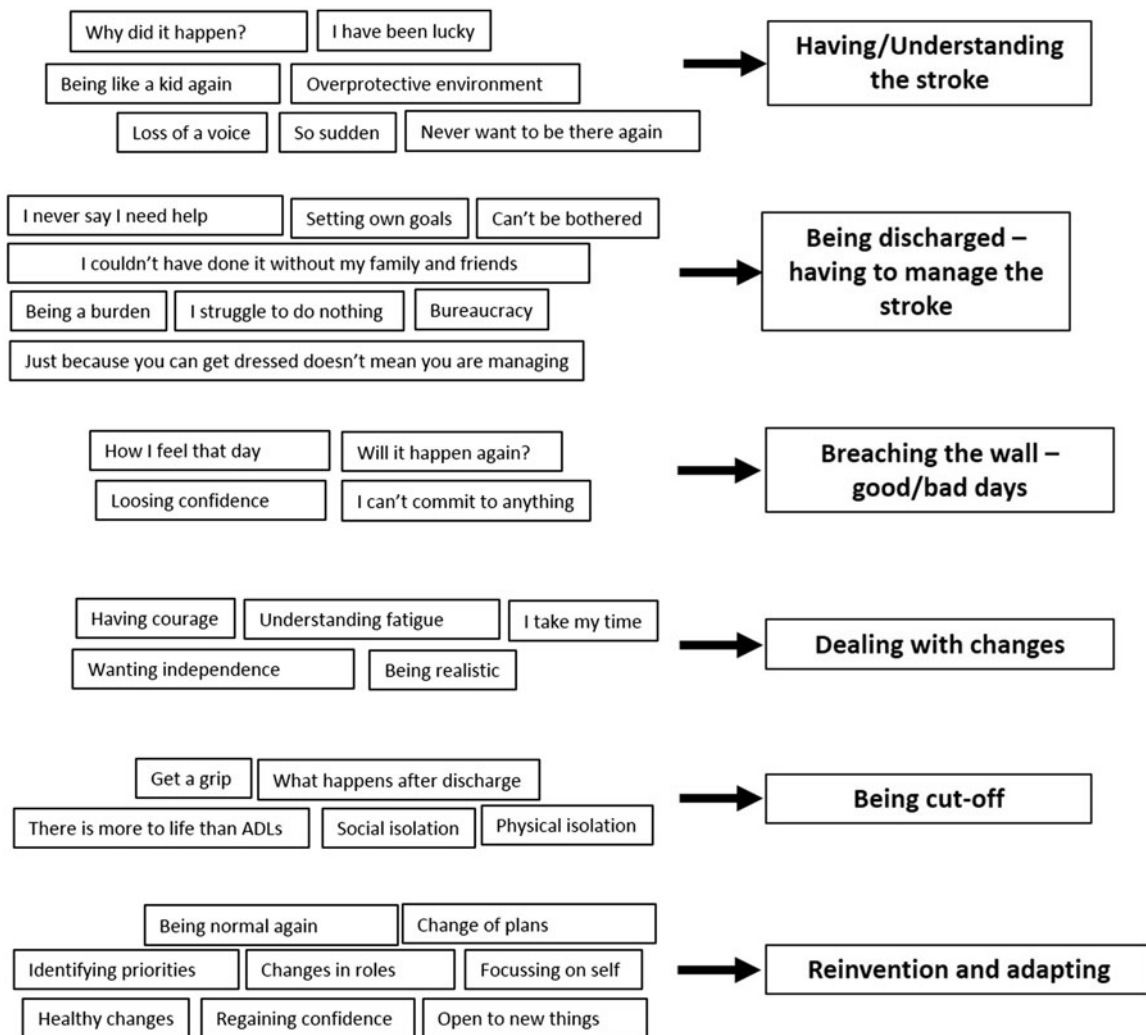 Why did it happen?
I have been lucky
Being like a kid again
Overprotective environment
Loss of a voice
So sudden
Never want to be there again
Having/Understanding
the stroke
I never say I need help
Setting own goals
Can't be bothered
I couldn't have done it without my family and friends
Being a burden
I struggle to do nothing
Bureaucracy
Just because you can get dressed doesn't mean you are managing
Being discharged –
having to manage the
stroke
How I feel that day
Will it happen again?
Loosing confidence
I can't commit to anything
Breaching the wall –
good/bad days
Having courage
Understanding fatigue
I take my time
Wanting independence
Being realistic
Dealing with changes
Get a grip
What happens after discharge
There is more to life than ADLs
Social isolation
Physical isolation
Being cut-off
Being normal again
Change of plans
Identifying priorities
Changes in roles
Focussing on self
Healthy changes
Regaining confidence
Open to new things
Reinvention and adapting